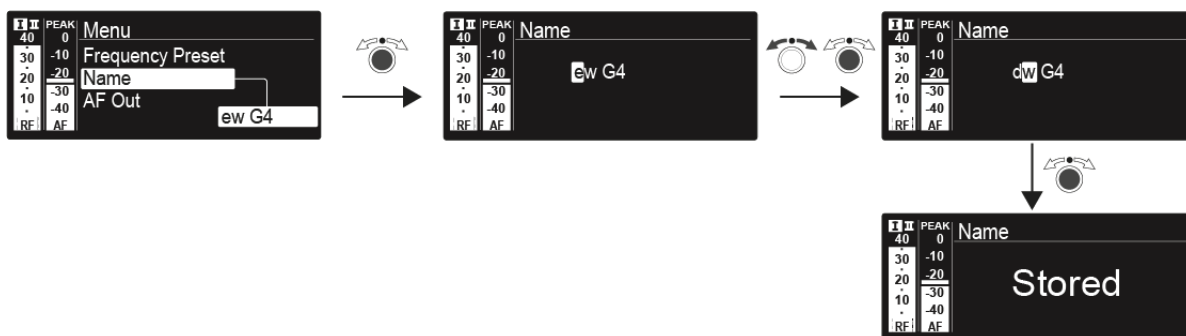 I II PEAK Menu
40 0
30 -10 Frequency Preset
20 -20 Name
10 -30 AF Out
-40 ew G4
RF AF
I II PEAK Name
40 0
30 -10
20 -20 ew G4
10 -30
-40
RF AF
I II PEAK Name
40 0
30 -10
20 -20 dw G4
10 -30
-40
RF AF
I II PEAK Name
40 0
30 -10
20 -20 Stored
10 -30
-40
RF AF